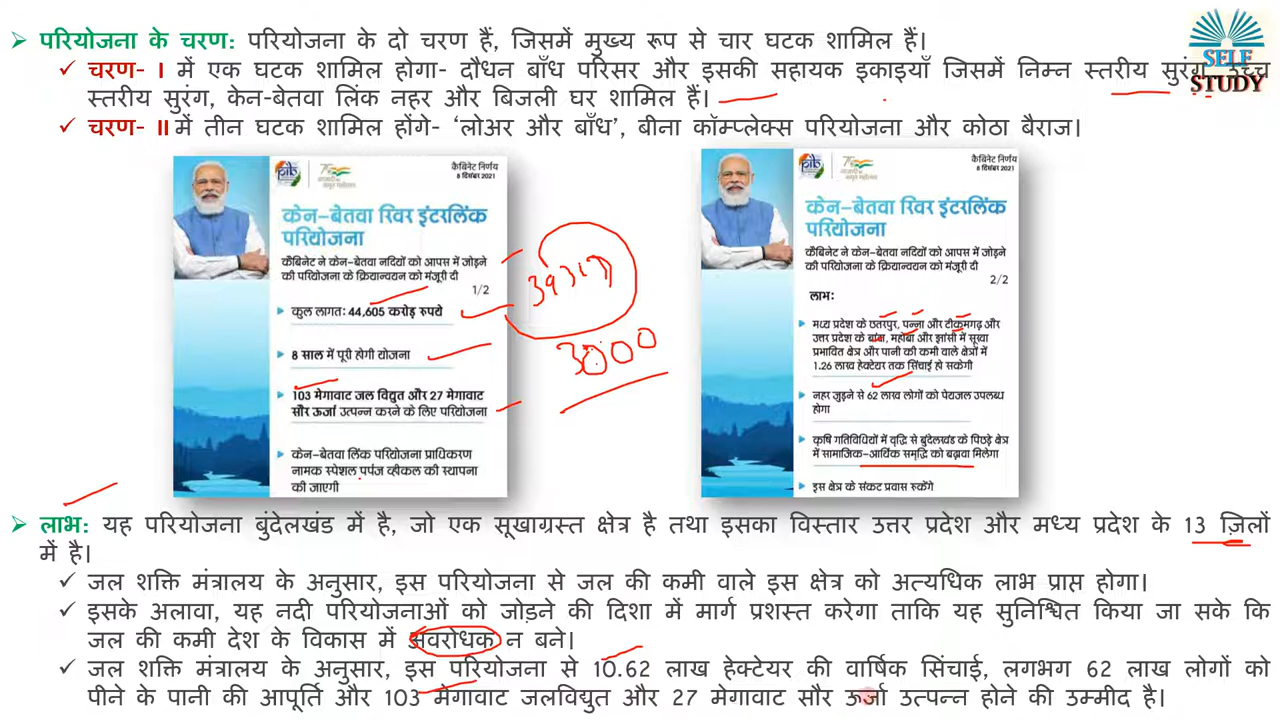 परियोजना के चरण: परियोजना के दो चरण हैं, जिसमें मुख्य रूप से चार घटक शामिल हैं।
SELF
STUDY
चरण- I में एक घटक शामिल होगा- दौधन बाँध परिसर और इसकी सहायक इकाइयाँ जिसमें निम्न स्तरीय सुरंग, उच्च
स्तरीय सुरंग, केन-बेतवा लिंक नहर और बिजली घर शामिल हैं।
चरण- II में तीन घटक शामिल होंगे- ‘लोअर और बाँध’, बीना कॉम्प्लेक्स परियोजना और कोठा बैराज।
कैबिनेट निर्णय
8 दिसंबर 2021
केन-बेतवा रिवर इंटरलिंक
परियोजना
कैबिनेट ने केन-बेतवा नदियों को आपस में जोड़ने
की परियोजना के क्रियान्वयन को मंजूरी दी
1/2
कुल लागत: 44,605 करोड़ रुपये
8 साल में पूरी होगी योजना
103 मेगावाट जल विद्युत और 27 मेगावाट
सौर ऊर्जा उत्पन्न करने के लिए परियोजना
केन-बेतवा लिंक परियोजना प्राधिकरण
नामक स्पेशल पर्पज व्हीकल की स्थापना
की जाएगी
3000
कैबिनेट निर्णय
8 दिसंबर 2021
केन-बेतवा रिवर इंटरलिंक
परियोजना
कैबिनेट ने केन-बेतवा नदियों को आपस में जोड़ने
की परियोजना के क्रियान्वयन को मंजूरी दी
2/2
लाभ:
मध्य प्रदेश के छतरपुर, पन्ना और टीकमगढ़ और
उत्तर प्रदेश के बांदा, महोबा और झांसी में सूखा
प्रभावित क्षेत्र और पानी की कमी वाले क्षेत्रों में
1.26 लाख हेक्टेयर तक सिंचाई हो सकेगी
नहर जुड़ने से 62 लाख लोगों को पेयजल उपलब्ध
होगा
कृषि गतिविधियों में वृद्धि से बुंदेलखंड के पिछड़े क्षेत्र
में सामाजिक-आर्थिक समृद्धि को बढ़ावा मिलेगा
इस क्षेत्र के संकट प्रवास रुकेंगे
लाभ: यह परियोजना बुंदेलखंड में है, जो एक सूखाग्रस्त क्षेत्र है तथा इसका विस्तार उत्तर प्रदेश और मध्य प्रदेश के 13 ज़िलों
में है।
जल शक्ति मंत्रालय के अनुसार, इस परियोजना से जल की कमी वाले इस क्षेत्र को अत्यधिक लाभ प्राप्त होगा।
इसके अलावा, यह नदी परियोजनाओं को जोड़ने की दिशा में मार्ग प्रशस्त करेगा ताकि यह सुनिश्चित किया जा सके कि
जल की कमी देश के विकास में अवरोधक न बने।
जल शक्ति मंत्रालय के अनुसार, इस परियोजना से 10.62 लाख हेक्टेयर की वार्षिक सिंचाई, लगभग 62 लाख लोगों को
पीने के पानी की आपूर्ति और 103 मेगावाट जलविद्युत और 27 मेगावाट सौर ऊर्जा उत्पन्न होने की उम्मीद है।